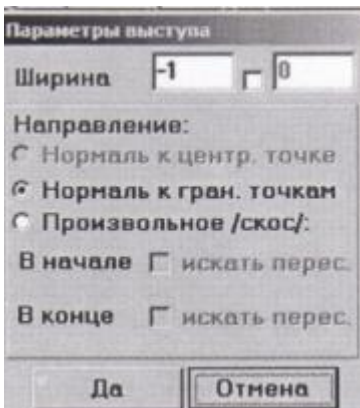 Параметры выступа
Ширина -1 0
Направление:
Нормаль к центр. точке
Нормаль к гран. точкам
Произвольное /скос/:
В начале искать перес.
В конце искать перес.
Да Отмена